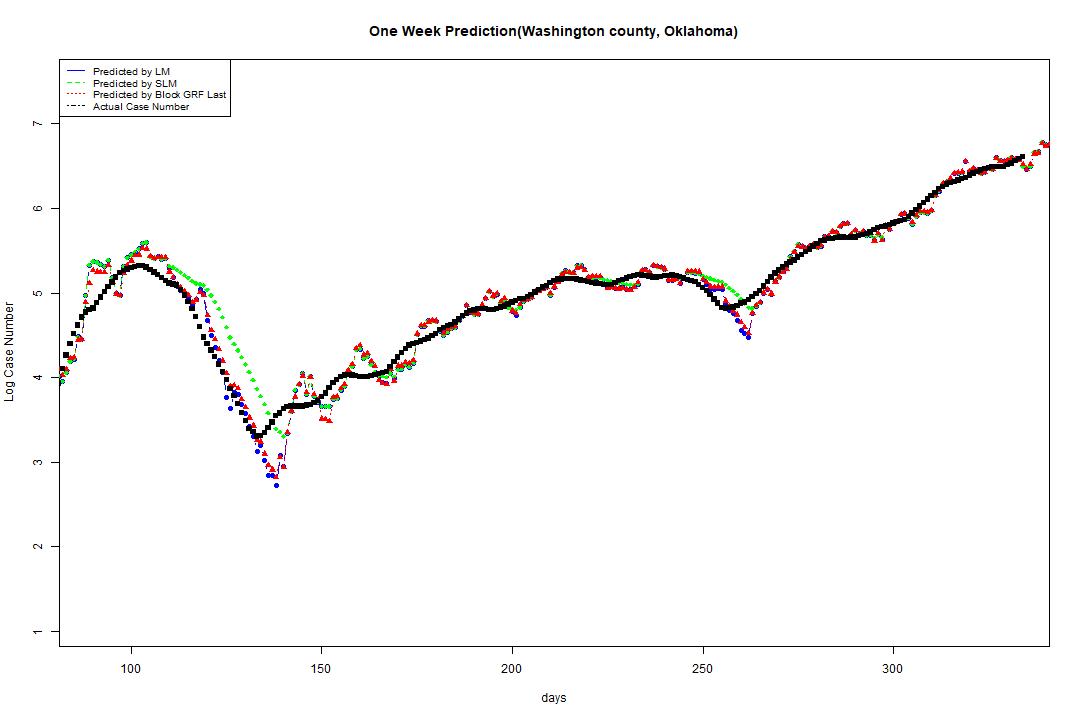 One Week Prediction(Washington county, Oklahoma)
Predicted by LM
Predicted by SLM
Predicted by Block GRF Last
Actual Case Number
7
6
5
4
3
2
1
Log Case Number
100 150 200 250 300
days